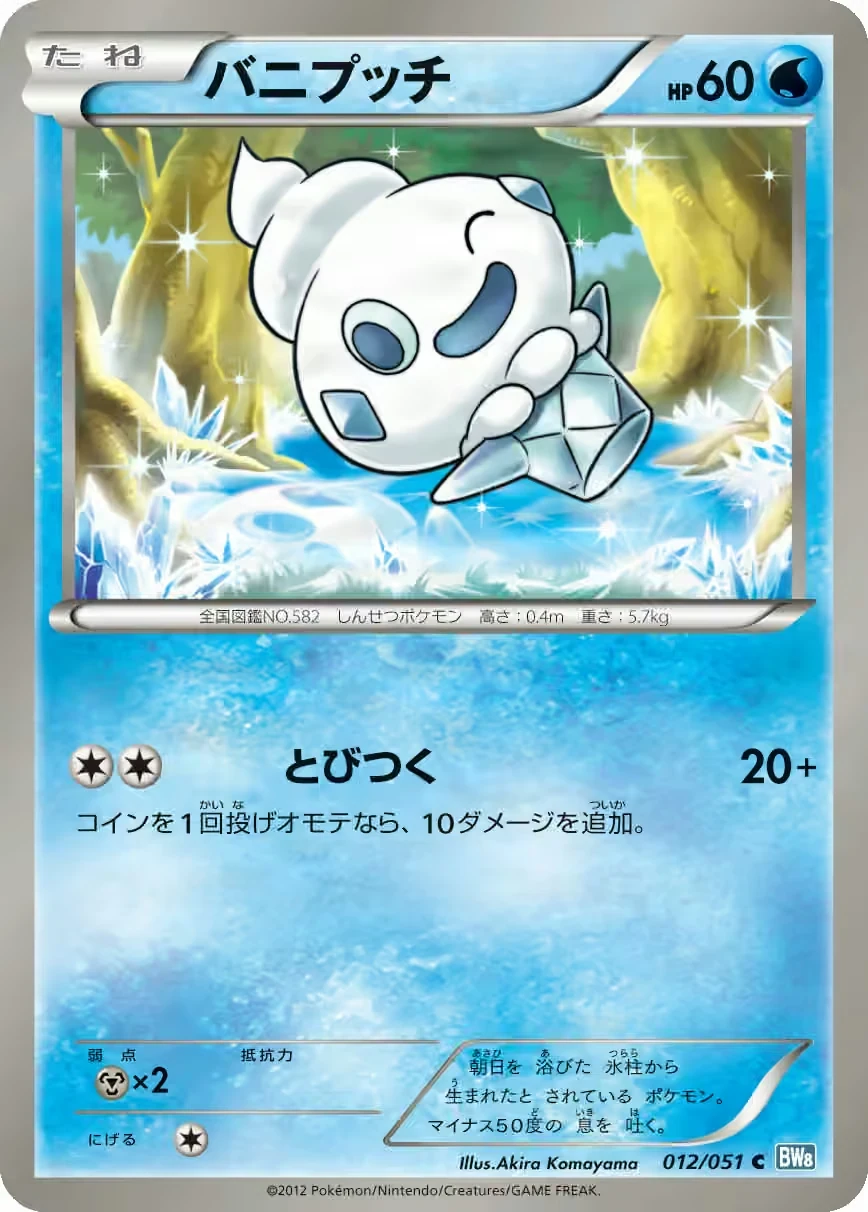 たね バニプッチ HP60
全国図鑑NO.582 しんせつポケモン 高さ:0.4m 重さ:5.7kg
とびつく 20+
コインを1回投げオモテなら、10ダメージを追加。
弱点 抵抗力
×2
にげる
朝日を 浴びた 氷柱から
生まれたと されている ポケモン。
マイナス50度の 息を 吐く。
Illus.Akira Komayama 012/051 C BW8
©2012 Pokémon/Nintendo/Creatures/GAME FREAK.